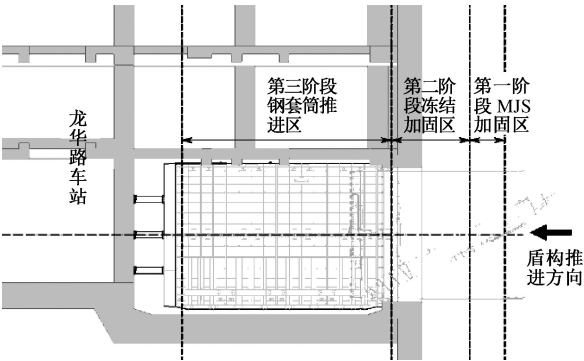 第三阶段
钢套筒推
进区
第二阶
段冻结
加固区
第一阶
段 MJS
加固区
龙华路车站
盾构推
进方向